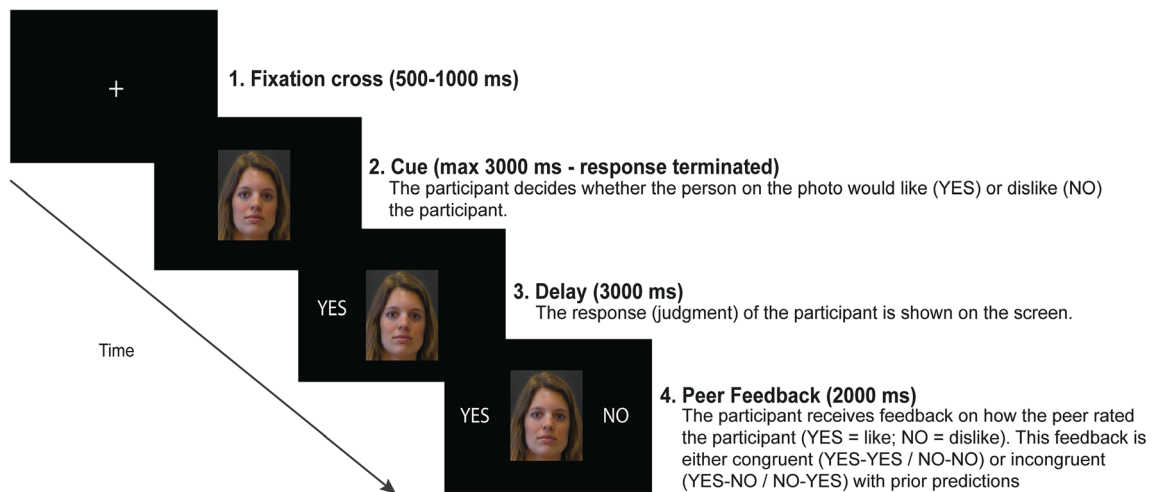 +
1. Fixation cross (500-1000 ms)
2. Cue (max 3000 ms - response terminated)
The participant decides whether the person on the photo would like (YES) or dislike (NO)
the participant.
YES
3. Delay (3000 ms)
The response (judgment) of the participant is shown on the screen.
Time
YES
NO
4. Peer Feedback (2000 ms)
The participant receives feedback on how the peer rated
the participant (YES = like; NO = dislike). This feedback is
either congruent (YES-YES / NO-NO) or incongruent
(YES-NO / NO-YES) with prior predictions